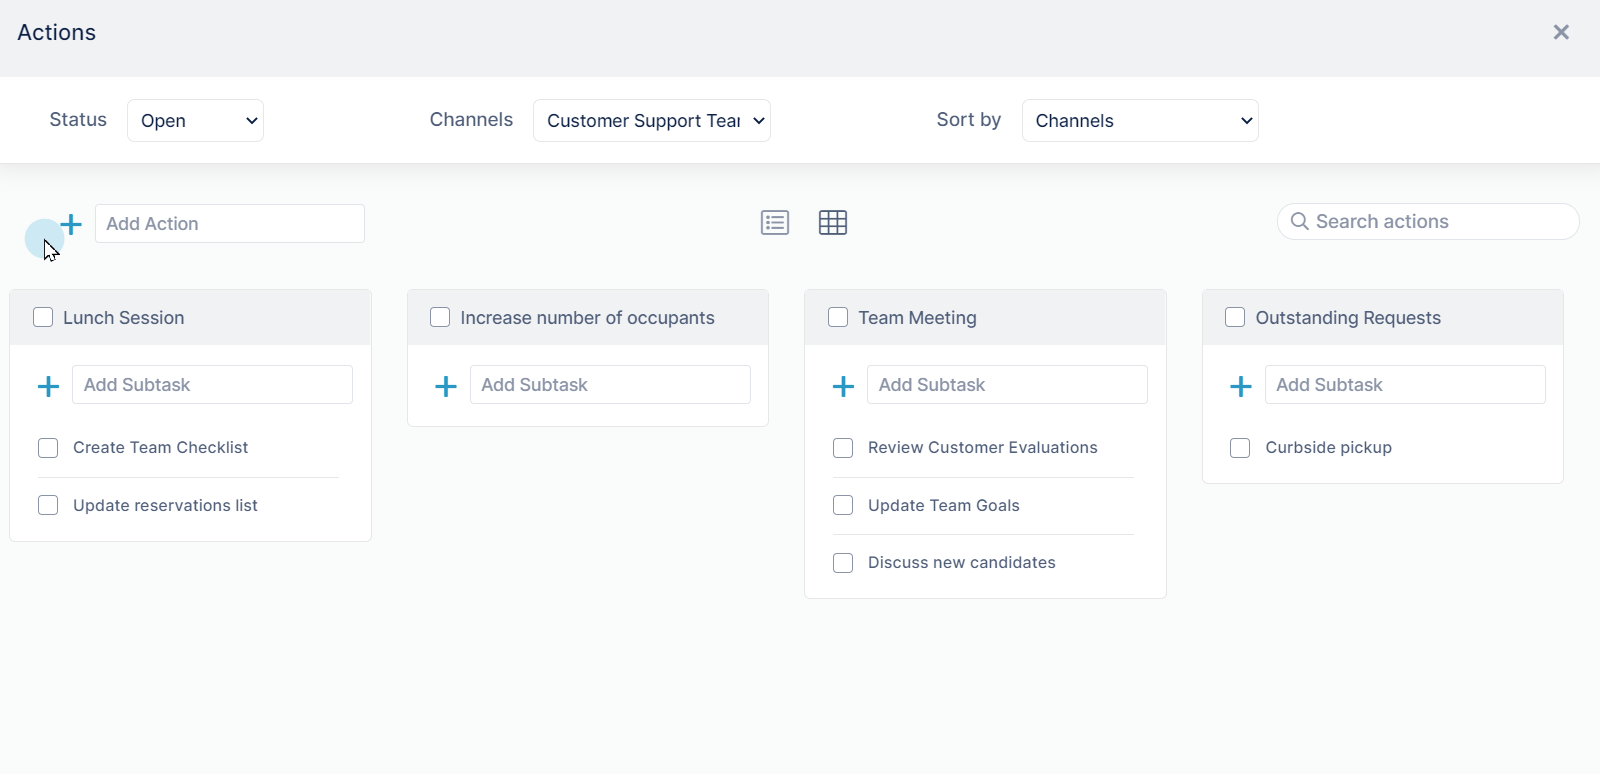 Actions
Status Open Channels Customer Support Tear Sort by Channels
Add Action Search actions
Lunch Session
Add Subtask
Create Team Checklist
Update reservations list
Increase number of occupants
Add Subtask
Team Meeting
Add Subtask
Review Customer Evaluations
Update Team Goals
Discuss new candidates
Outstanding Requests
Add Subtask
Curbside pickup